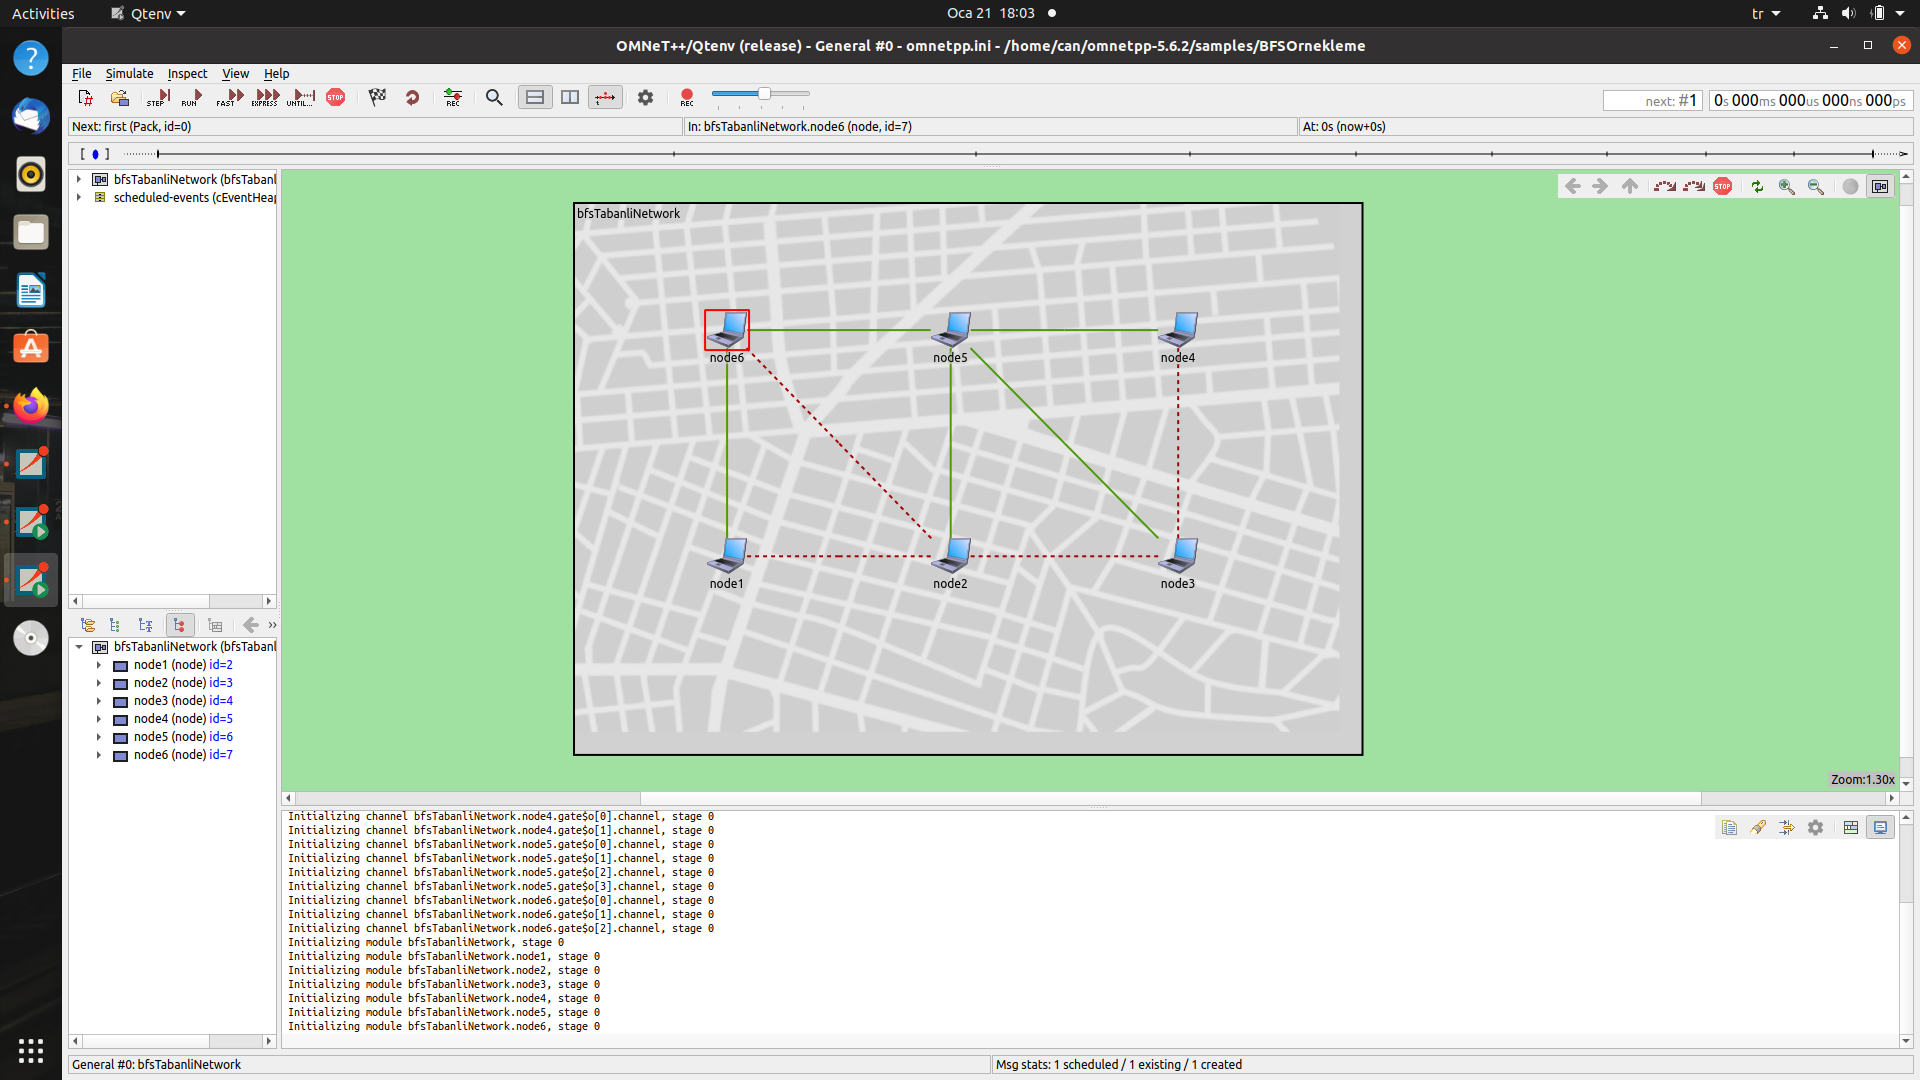 Activities
Qtenv
Oca 21 18:03
tr
OMNeT++/Qtenv (release) - General #0 - omnetpp.ini - /home/can/omnetpp-5.6.2/samples/BFSOrnekleme
File Simulate Inspect View Help
STEP RUN FAST EXPRESS UNTIL... STOP REC REC
next: #1
0s 000ms 000us 000ns 000ps
Next: first (Pack, id=0)
In: bfsTabanliNetwork.node6 (node, id=7)
At: 0s (now+0s)
bfsTabanliNetwork (bfsTabanl
scheduled-events (cEventHeap
STOP
bfsTabanliNetwork
node6
node5
node4
node1
node2
node3
Zoom:1.30x
bfsTabanliNetwork (bfsTabanl
node1 (node) id=2
node2 (node) id=3
node3 (node) id=4
node4 (node) id=5
node5 (node) id=6
node6 (node) id=7
Initializing channel bfsTabanliNetwork.node4.gate$o[0].channel, stage 0
Initializing channel bfsTabanliNetwork.node4.gate$o[1].channel, stage 0
Initializing channel bfsTabanliNetwork.node5.gate$o[0].channel, stage 0
Initializing channel bfsTabanliNetwork.node5.gate$o[1].channel, stage 0
Initializing channel bfsTabanliNetwork.node5.gate$o[2].channel, stage 0
Initializing channel bfsTabanliNetwork.node5.gate$o[3].channel, stage 0
Initializing channel bfsTabanliNetwork.node6.gate$o[0].channel, stage 0
Initializing channel bfsTabanliNetwork.node6.gate$o[1].channel, stage 0
Initializing channel bfsTabanliNetwork.node6.gate$o[2].channel, stage 0
Initializing module bfsTabanliNetwork, stage 0
Initializing module bfsTabanliNetwork.node1, stage 0
Initializing module bfsTabanliNetwork.node2, stage 0
Initializing module bfsTabanliNetwork.node3, stage 0
Initializing module bfsTabanliNetwork.node4, stage 0
Initializing module bfsTabanliNetwork.node5, stage 0
Initializing module bfsTabanliNetwork.node6, stage 0
General #0: bfsTabanliNetwork
Msg stats: 1 scheduled / 1 existing / 1 created